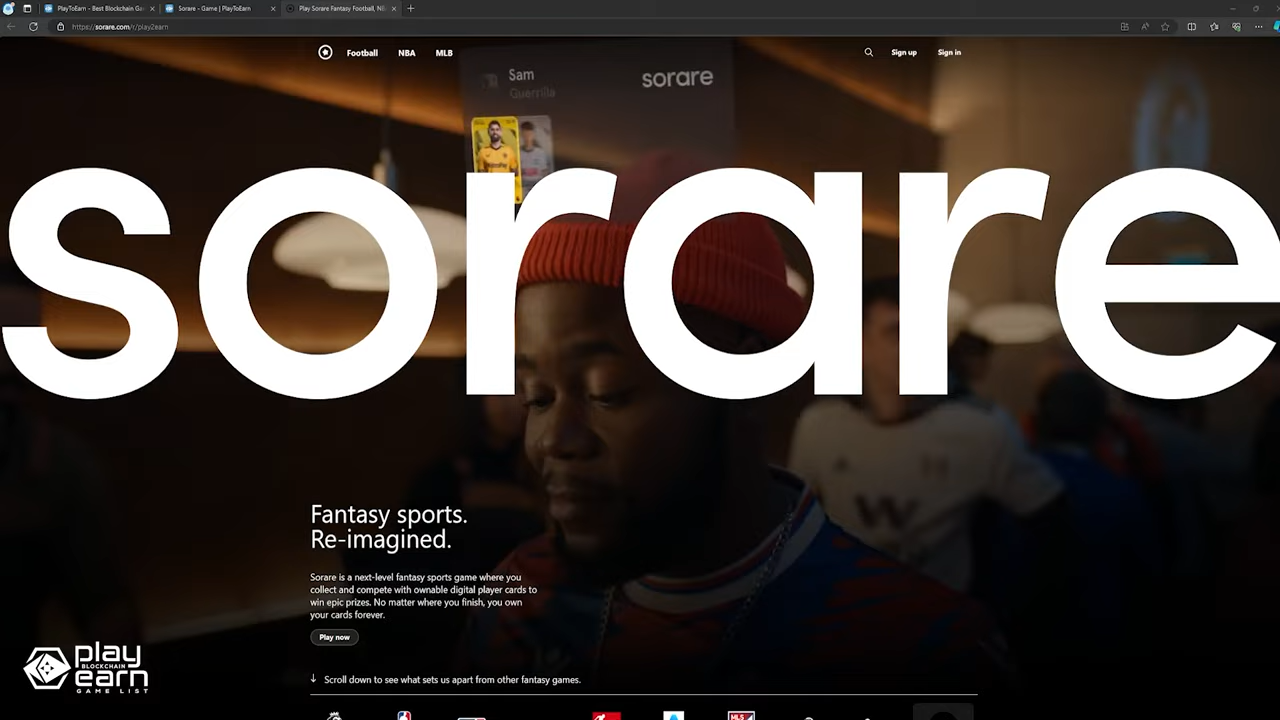 PlayToEarn - Best Blockchain Ga
Sorare - Game | PlayToEarn
Play Sorare Fantasy Football, NB
https://sorare.com/r/play2earn
Football
NBA
MLB
Sign up
Sign in
Sam
Guerrilla
sorare
sorare
Fantasy sports.
Re-imagined.
Sorare is a next-level fantasy sports game where you
collect and compete with ownable digital player cards to
win epic prizes. No matter where you finish, you own
your cards forever.
Play now
Scroll down to see what sets us apart from other fantasy games.
play
BLOCKCHAIN
earn
GAME LIST
MLS